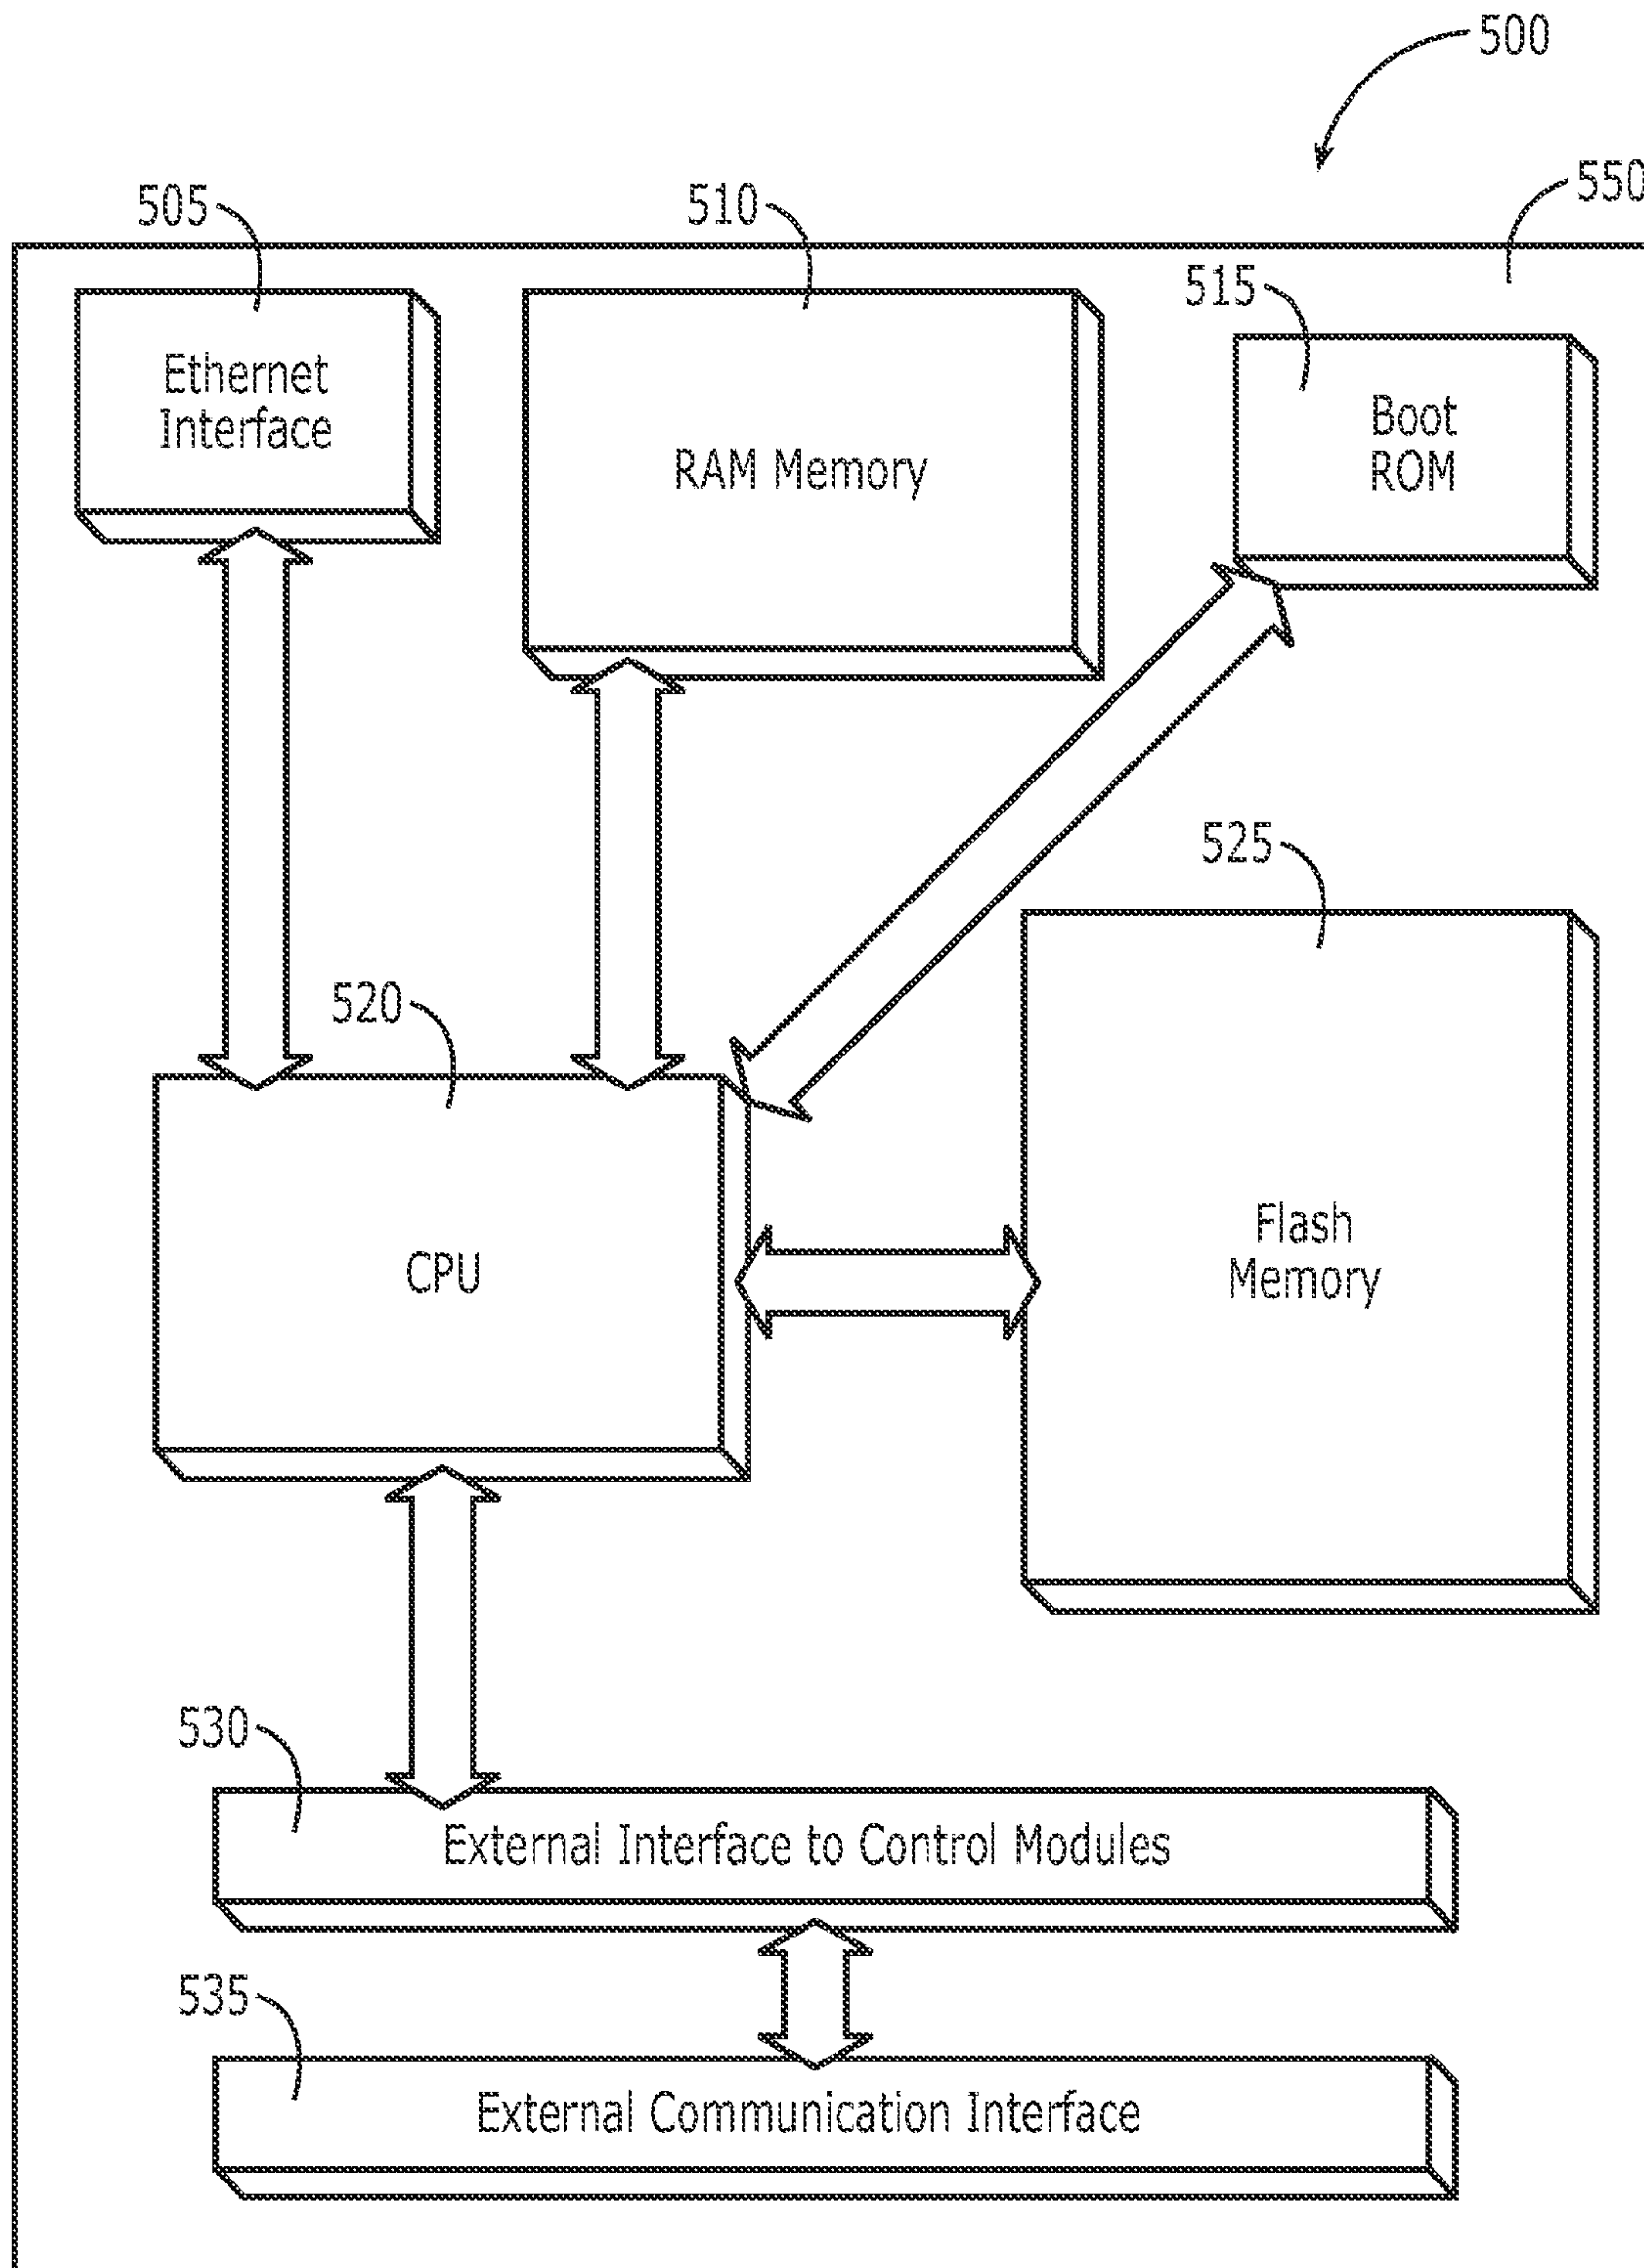 500
550
505
510
515
Ethernet
Interface
RAM Memory
Boot
ROM
525
520
CPU
Flash
Memory
530
External Interface to Control Modules
535
External Communication Interface